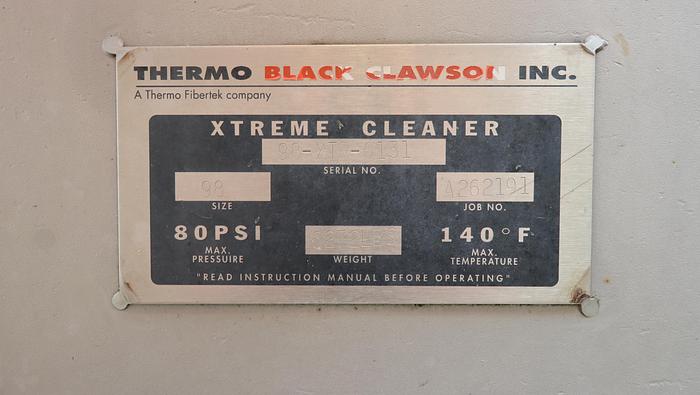 THERMO BLACK CLAWSON INC.
A Thermo Fibertek company
XTREME CLEANER
SERIAL NO.
98 A262191
SIZE JOB NO.
80PSI 140°F
MAX. PRESSUIRE WEIGHT MAX. TEMPERATURE
"READ INSTRUCTION MANUAL BEFORE OPERATING"